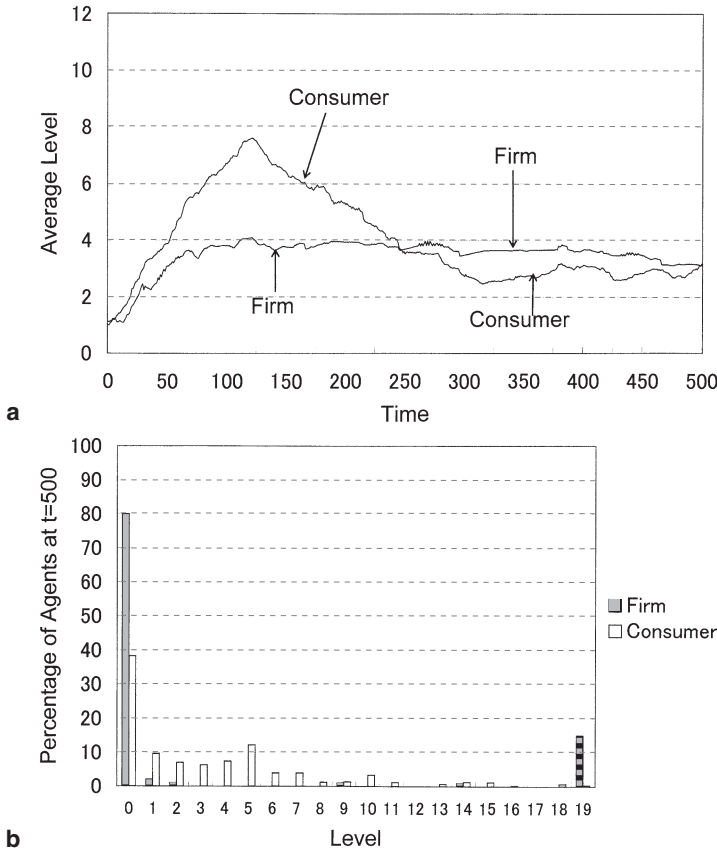 12
10
8
6
4
2
0
Average Level
Consumer
Firm
Firm
Consumer
0 50 100 150 200 250 300 350 400 450 500
Time
a
100
90
80
70
60
50
40
30
20
10
0
Percentage of Agents at t=500
Firm
Consumer
0 1 2 3 4 5 6 7 8 9 10 11 12 13 14 15 16 17 18 19
Level
b